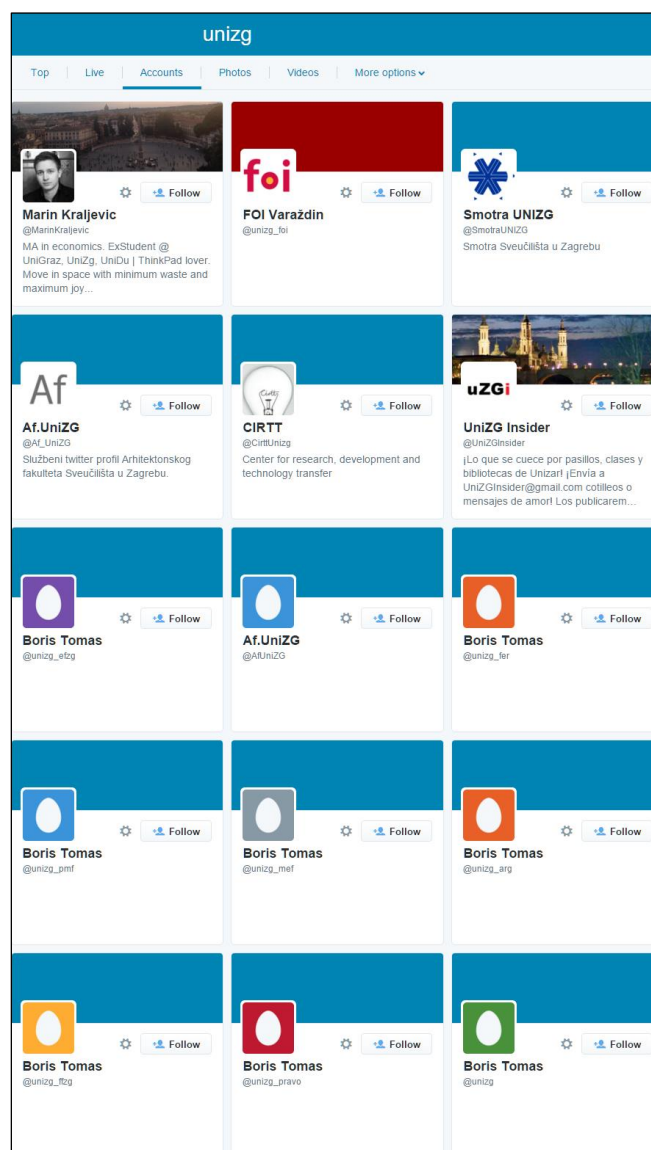 unizg
Top Live Accounts Photos Videos More options
foi
Follow Follow Follow
Marin Kraljevic
@MarinKraljevic
MA in economics. ExStudent @
UniGraz, UniZg, UniDu | ThinkPad lover.
Move in space with minimum waste and
maximum joy...
FOI Varaždin
@unizg_foi
Smotra UNIZG
@SmotraUNIZG
Smotra Sveučilišta u Zagrebu
Af
Cirtt
uZGi
Follow Follow Follow
Af.UniZG
@Af_UniZG
Službeni twitter profil Arhitektonskog
fakulteta Sveučilišta u Zagrebu.
CIRTT
@CirttUnizg
Center for research, development and
technology transfer
UniZG Insider
@UniZGInsider
¡Lo que se cuece por pasillos, clases y
bibliotecas de Unizar! ¡Envía a
UniZGInsider@gmail.com cotilleos o
mensajes de amor! Los publicarem...
Follow Follow Follow
Boris Tomas
@unizg_efzg
Af.UniZG
@AfUniZG
Boris Tomas
@unizg_fer
Follow Follow Follow
Boris Tomas
@unizg_pmf
Boris Tomas
@unizg_mef
Boris Tomas
@unizg_arg
Follow Follow Follow
Boris Tomas
@unizg_ffzg
Boris Tomas
@unizg_pravo
Boris Tomas
@unizg